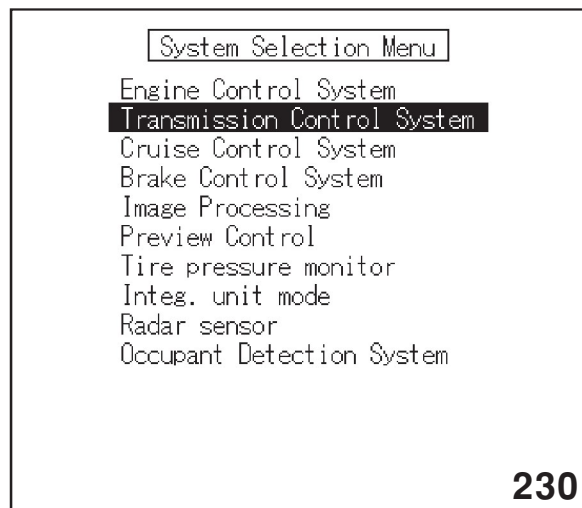 System Selection Menu
Engine Control System
Transmission Control System
Cruise Control System
Brake Control System
Image Processing
Preview Control
Tire pressure monitor
Integ. unit mode
Radar sensor
Occupant Detection System
230